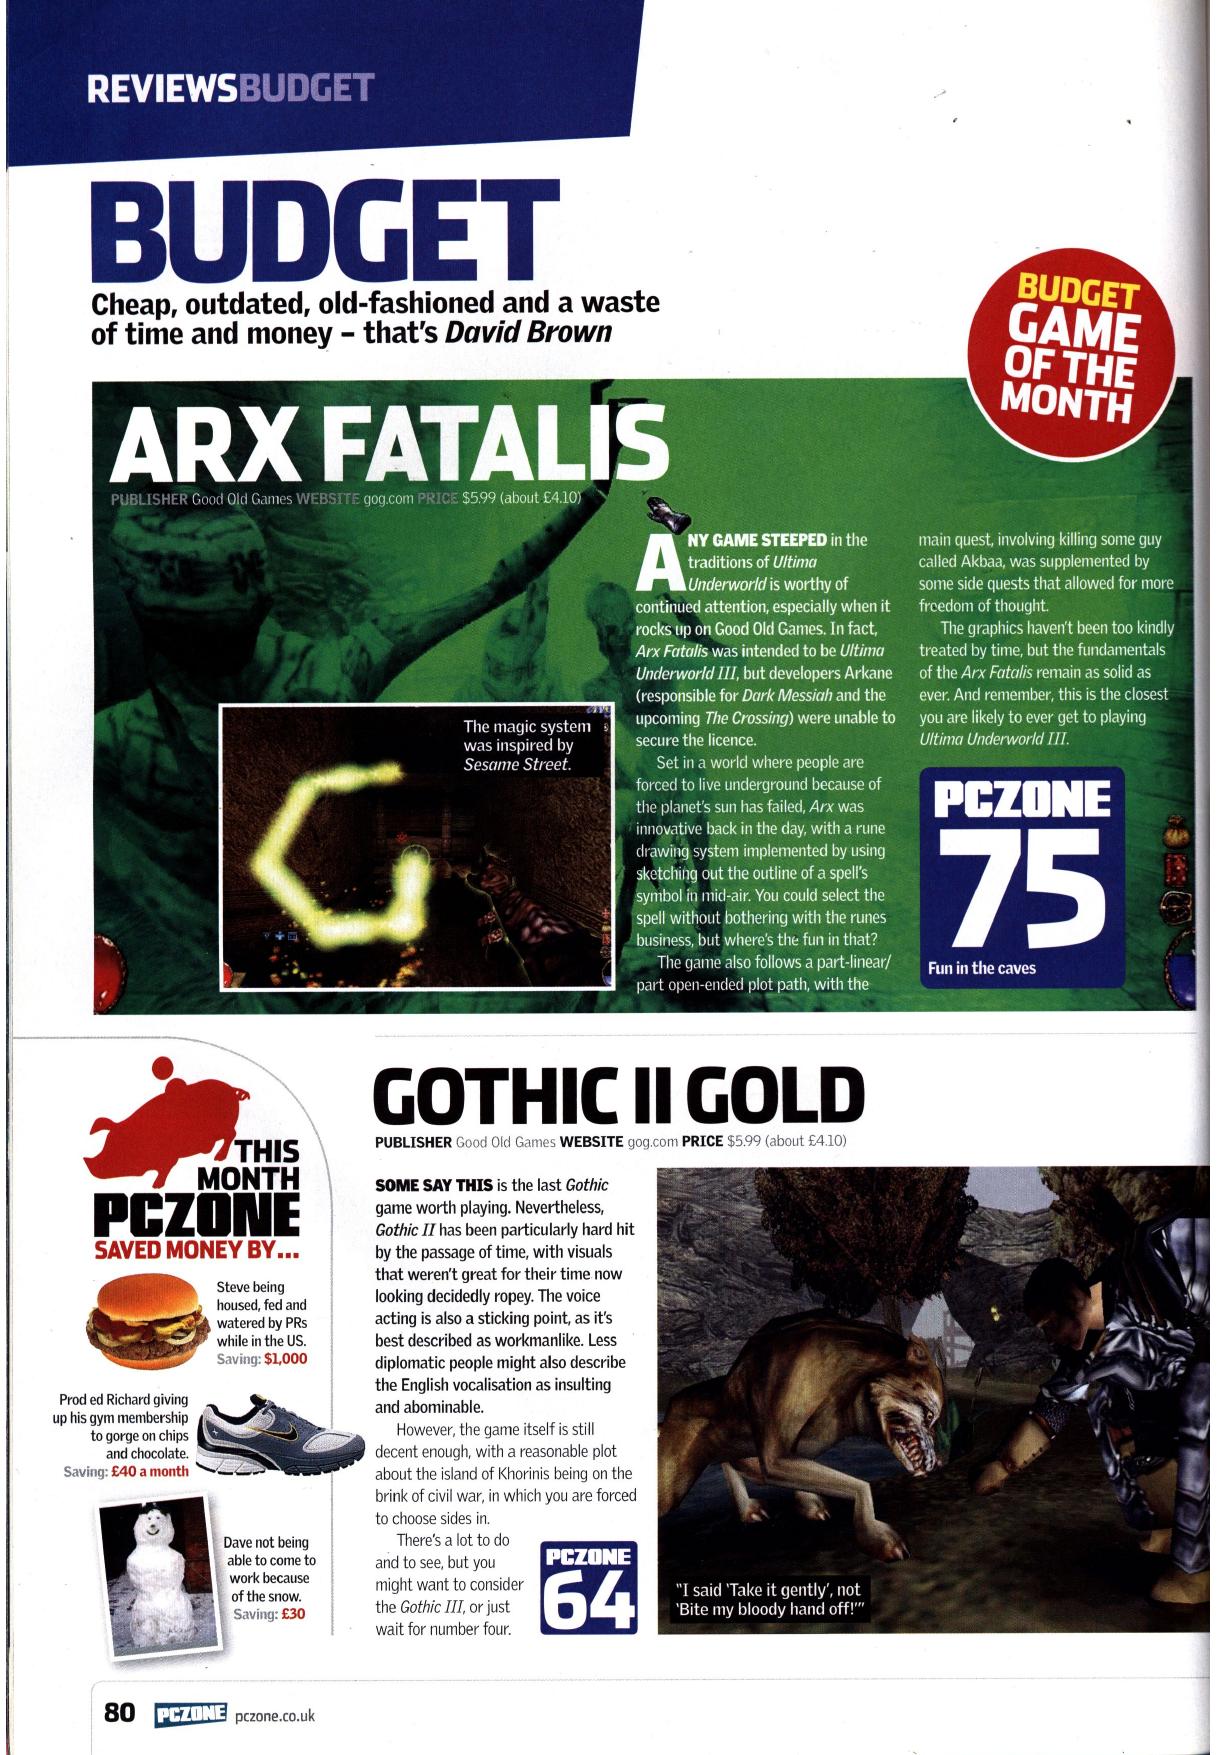 REVIEWSBUDGET
BUDGET
Cheap, outdated, old-fashioned and a waste
of time and money – that's David Brown
BUDGET
GAME
OF THE
MONTH
ARX FATALIS
PUBLISHER Good Old Games WEBSITE gog.com PRICE $5.99 (about £4.10)
ANY GAME STEEPED in the
traditions of Ultima
Underworld is worthy of
continued attention, especially when it
rocks up on Good Old Games. In fact,
Arx Fatalis was intended to be Ultima
Underworld III, but developers Arkane
(responsible for Dark Messiah and the
upcoming The Crossing) were unable to
secure the licence.
Set in a world where people are
forced to live underground because of
the planet's sun has failed, Arx was
innovative back in the day, with a rune
drawing system implemented by using
sketching out the outline of a spell's
symbol in mid-air. You could select the
spell without bothering with the runes
business, but where's the fun in that?
The game also follows a part-linear/
part open-ended plot path, with the
main quest, involving killing some guy
called Akbaa, was supplemented by
some side quests that allowed for more
freedom of thought.
The graphics haven't been too kindly
treated by time, but the fundamentals
of the Arx Fatalis remain as solid as
ever. And remember, this is the closest
you are likely to ever get to playing
Ultima Underworld III.
The magic system
was inspired by
Sesame Street.
PCZONE
75
Fun in the caves
THIS
MONTH
PCZONE
SAVED MONEY BY...
Steve being
housed, fed and
watered by PRs
while in the US.
Saving: $1,000
Prod ed Richard giving
up his gym membership
to gorge on chips
and chocolate.
Saving: £40 a month
Dave not being
able to come to
work because
of the snow.
Saving: £30
GOTHIC II GOLD
PUBLISHER Good Old Games WEBSITE gog.com PRICE $5.99 (about £4.10)
SOME SAY THIS is the last Gothic
game worth playing. Nevertheless,
Gothic II has been particularly hard hit
by the passage of time, with visuals
that weren't great for their time now
looking decidedly ropey. The voice
acting is also a sticking point, as it's
best described as workmanlike. Less
diplomatic people might also describe
the English vocalisation as insulting
and abominable.
However, the game itself is still
decent enough, with a reasonable plot
about the island of Khorinis being on the
brink of civil war, in which you are forced
to choose sides in.
There's a lot to do
and to see, but you
might want to consider
the Gothic III, or just
wait for number four.
PCZONE
64
"I said 'Take it gently', not
'Bite my bloody hand off!'"
80 PCZONE pczone.co.uk